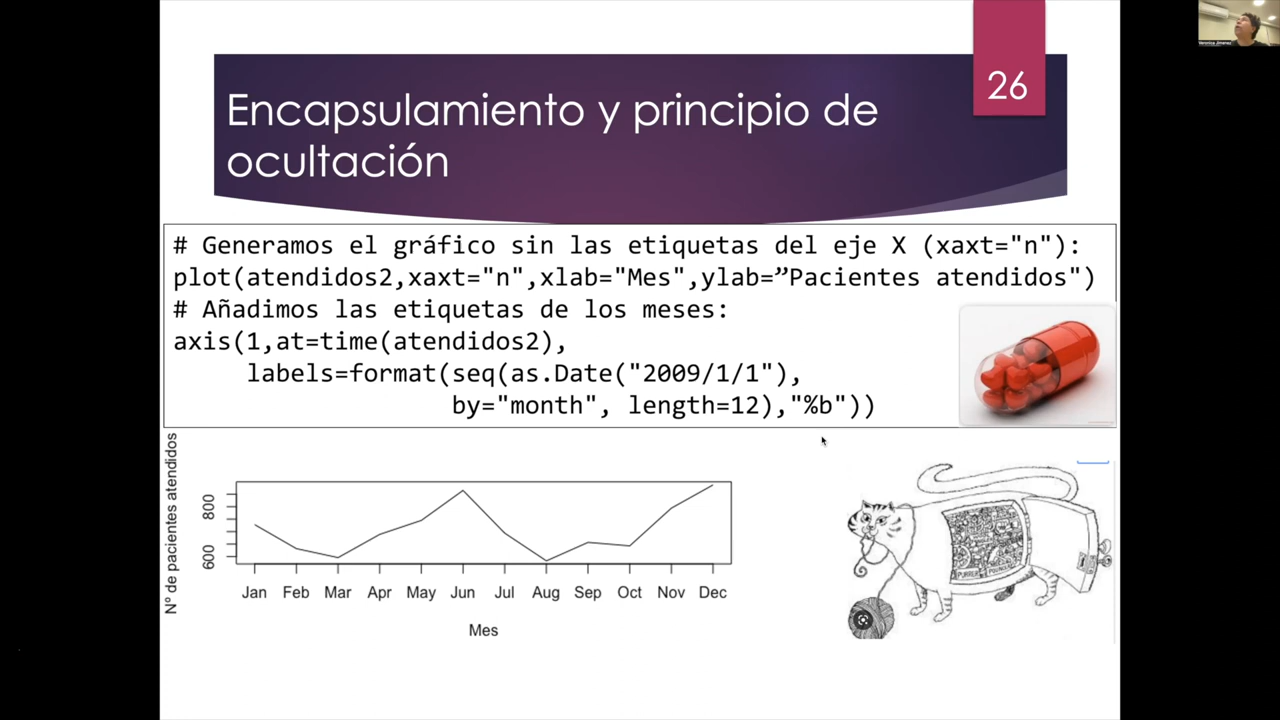 26
Encapsulamiento y principio de
ocultación
# Generamos el gráfico sin las etiquetas del eje X (xaxt="n"):
plot(atendidos2,xaxt="n",xlab="Mes",ylab=”Pacientes atendidos")
# Añadimos las etiquetas de los meses:
axis(1,at=time(atendidos2),
labels=format(seq(as.Date("2009/1/1"),
by="month", length=12),"%b"))
Nº de pacientes atendidos
800
600
Jan Feb Mar Apr May Jun Jul Aug Sep Oct Nov Dec
Mes
PURRER